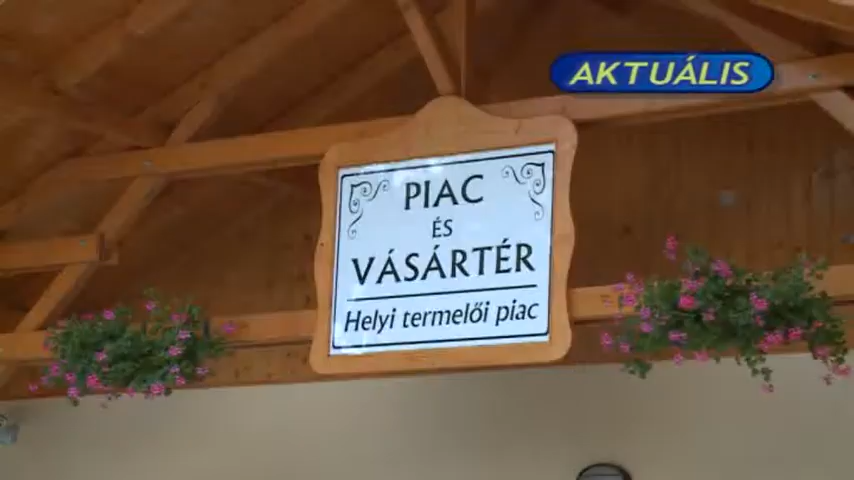 AKTUÁLIS
PIAC
ÉS
VÁSÁRTÉR
Helyi termelői piac